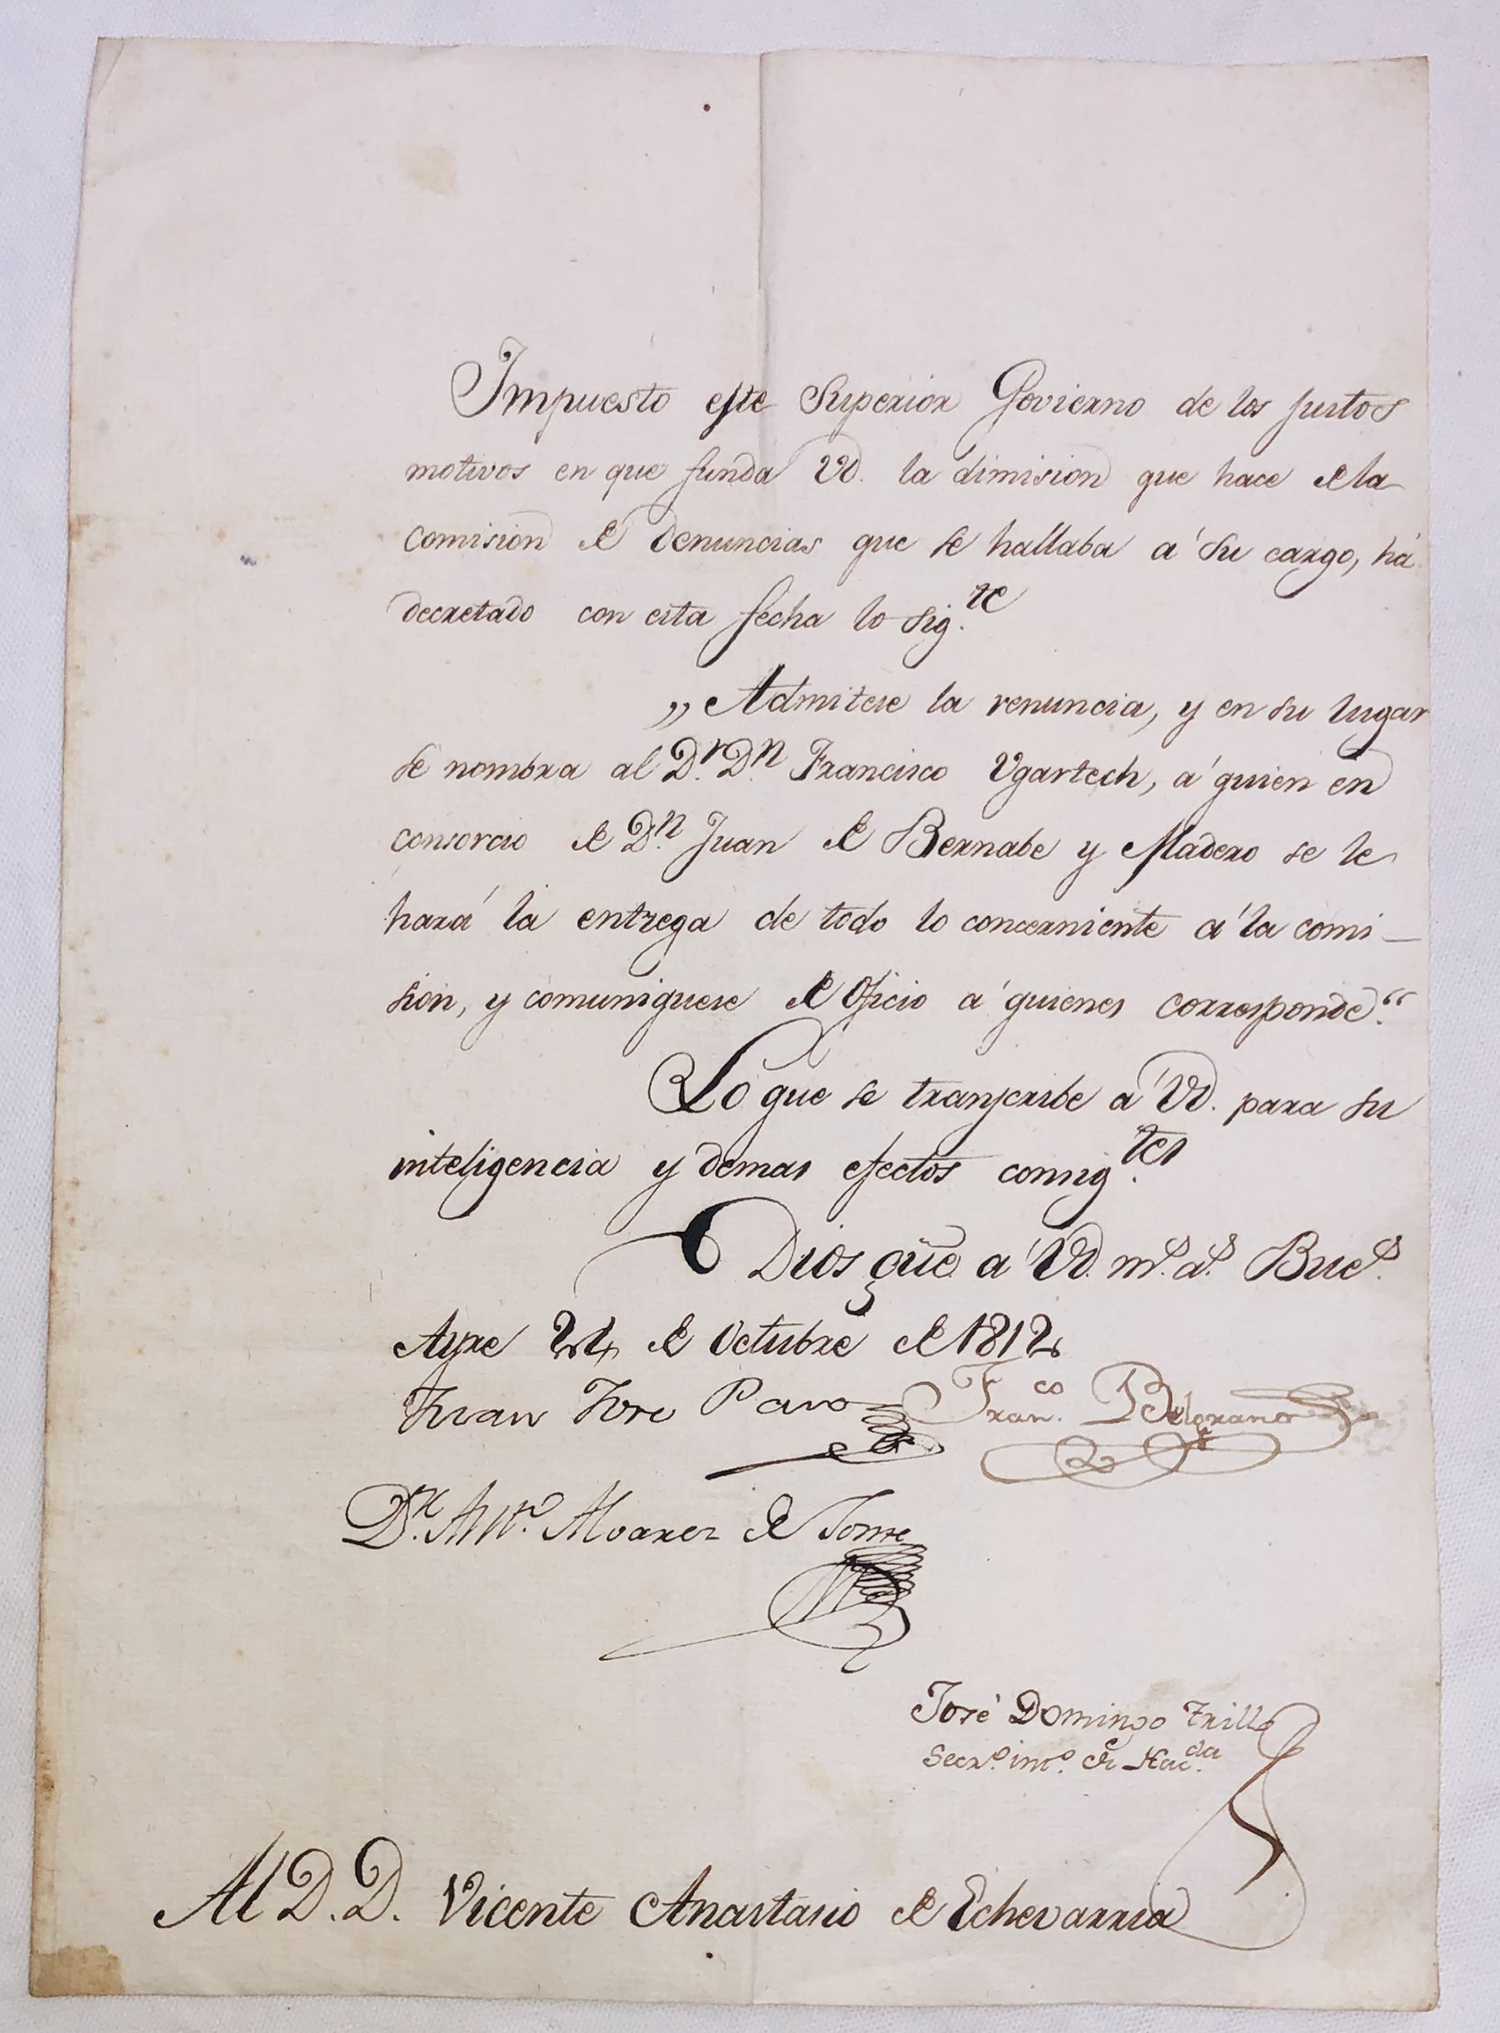 Impuesto este Superior Govierno de los justos
motivos en que funda Vd. la dimision que hace de la
comision de denuncias que se hallaba á su cargo, há
decretado con esta fecha lo sig.te
„Admitese la renuncia, y en su lugar
se nombra al D.r D.n Francisco Ugartech, á quien en
consorcio de D.n Juan de Bernabe y Madero se le
hará la entrega de todo lo concerniente á la comi–
sion, y comuniquese de Oficio á quienes corresponde.“
Lo que se transcribe á Vd. para su
inteligencia y demas efectos consig.tes
Dios gũe á Vd. m.s a.s Bue.s
Ayre 24 de Octubre de 1812
Juan Jose Paso Fran.co Belgrano
D.r Ant.o Alvarez de Jonte
José Domingo Trillo
Secr.o int.o de Hac.da
Al D. D. Vicente Anastasio de Echevarria